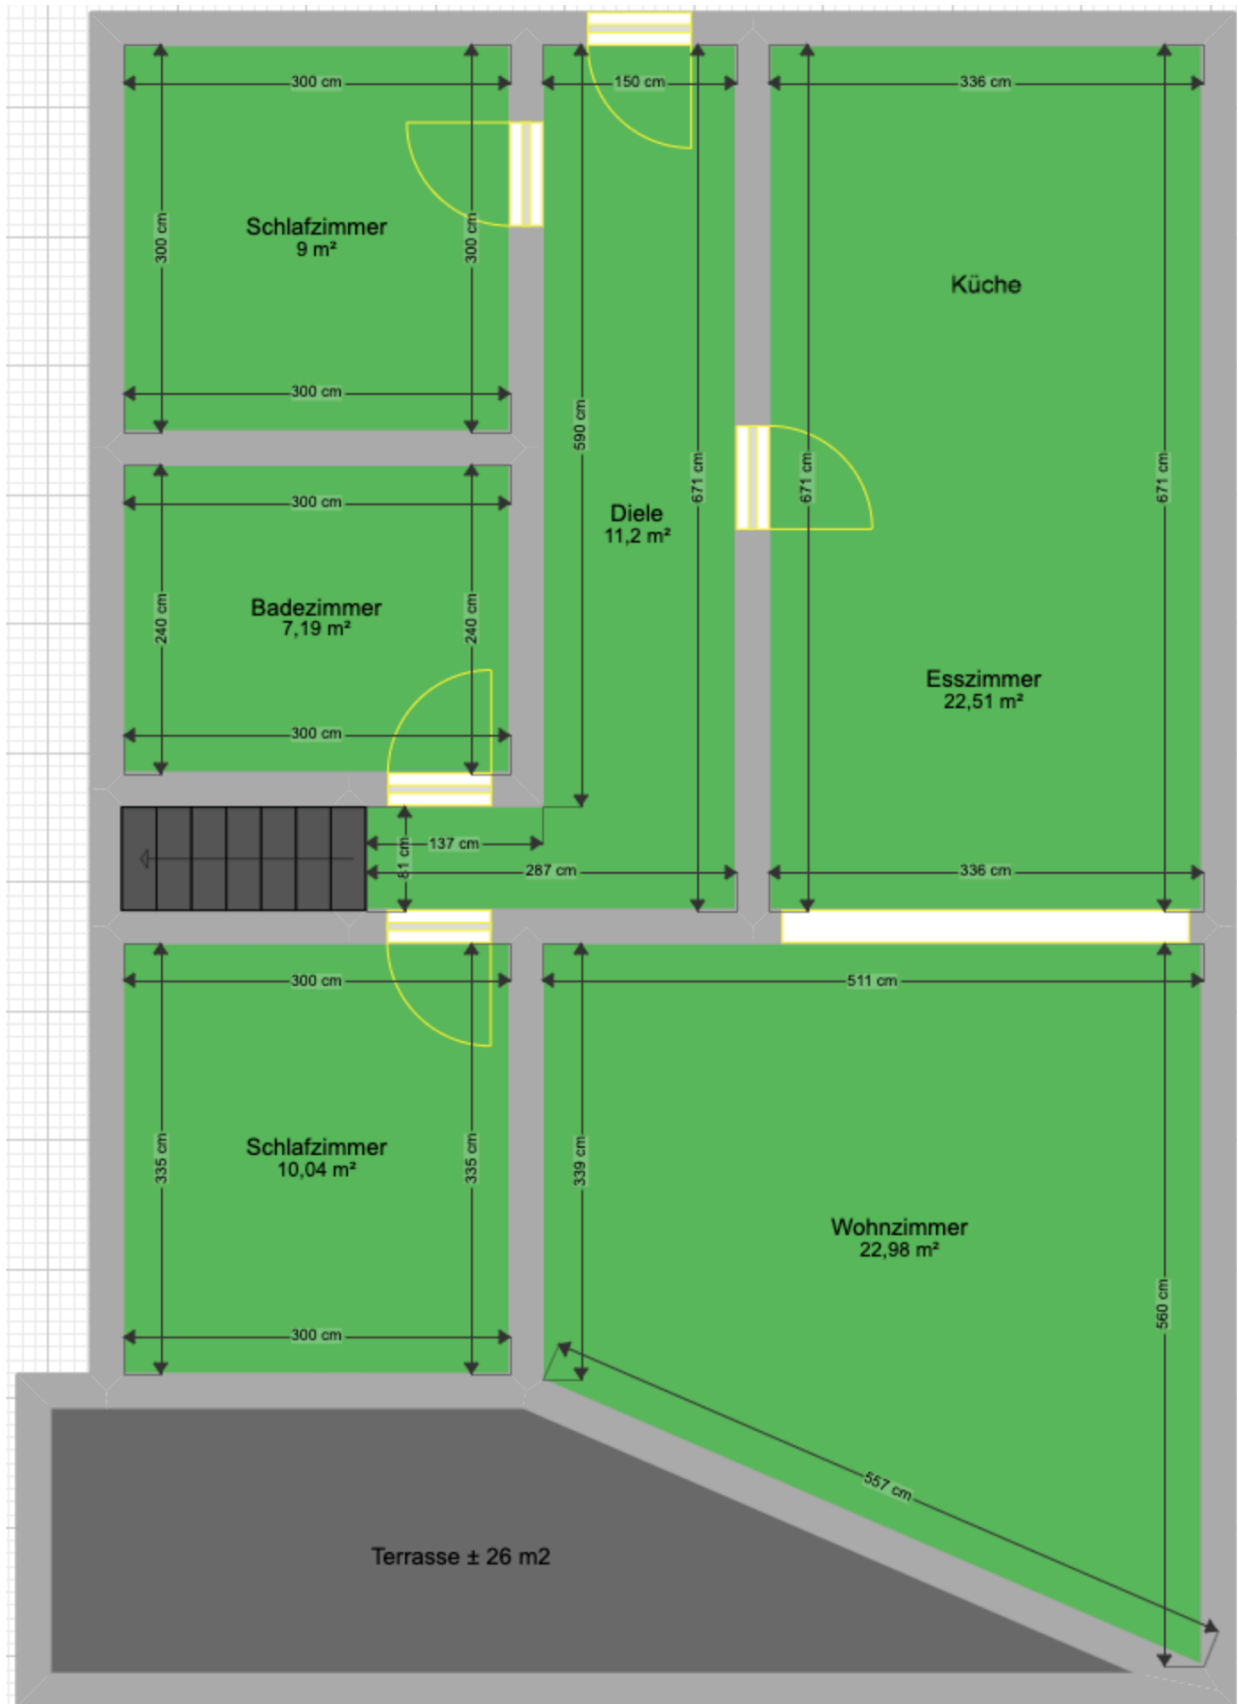 300 cm
150 cm
336 cm
300 cm
300 cm
Schlafzimmer
9 m²
Küche
300 cm
590 cm
671 cm
671 cm
671 cm
300 cm
Diele
11,2 m²
240 cm
240 cm
Badezimmer
7,19 m²
Esszimmer
22,51 m²
300 cm
81 cm
137 cm
287 cm
336 cm
300 cm
511 cm
335 cm
335 cm
Schlafzimmer
10,04 m²
339 cm
Wohnzimmer
22,98 m²
560 cm
300 cm
557 cm
Terrasse ± 26 m2